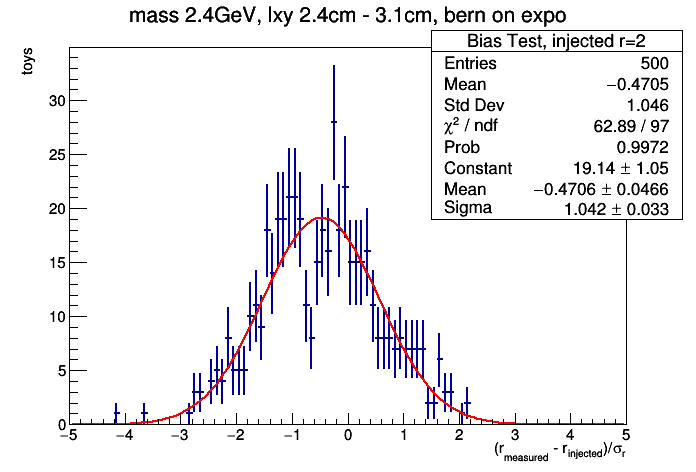 mass 2.4GeV, lxy 2.4cm - 3.1cm, bern on expo
toys
Bias Test, injected r=2
Entries 500
Mean −0.4705
Std Dev 1.046
χ² / ndf 62.89 / 97
Prob 0.9972
Constant 19.14 ± 1.05
Mean −0.4706 ± 0.0466
Sigma 1.042 ± 0.033
30
25
20
15
10
5
0
−5 −4 −3 −2 −1 0 1 2 3 4 5
(r_measured - r_injected)/σ_r